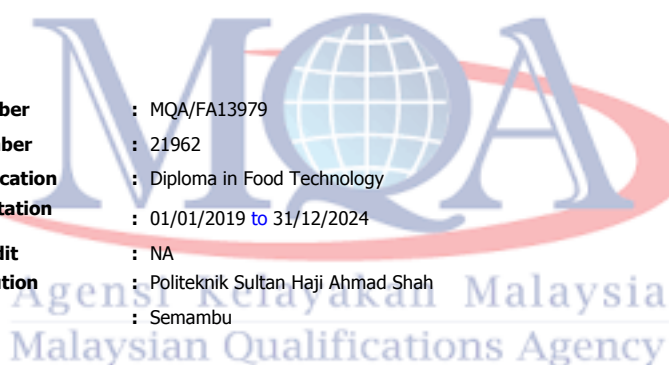 MQA
ber : MQA/FA13979
ber : 21962
cation : Diploma in Food Technology
tation : 01/01/2019 to 31/12/2024
dit : NA
ution : Politeknik Sultan Haji Ahmad Shah
: Semambu
Agensi Kelayakan Malaysia
Malaysian Qualifications Agency